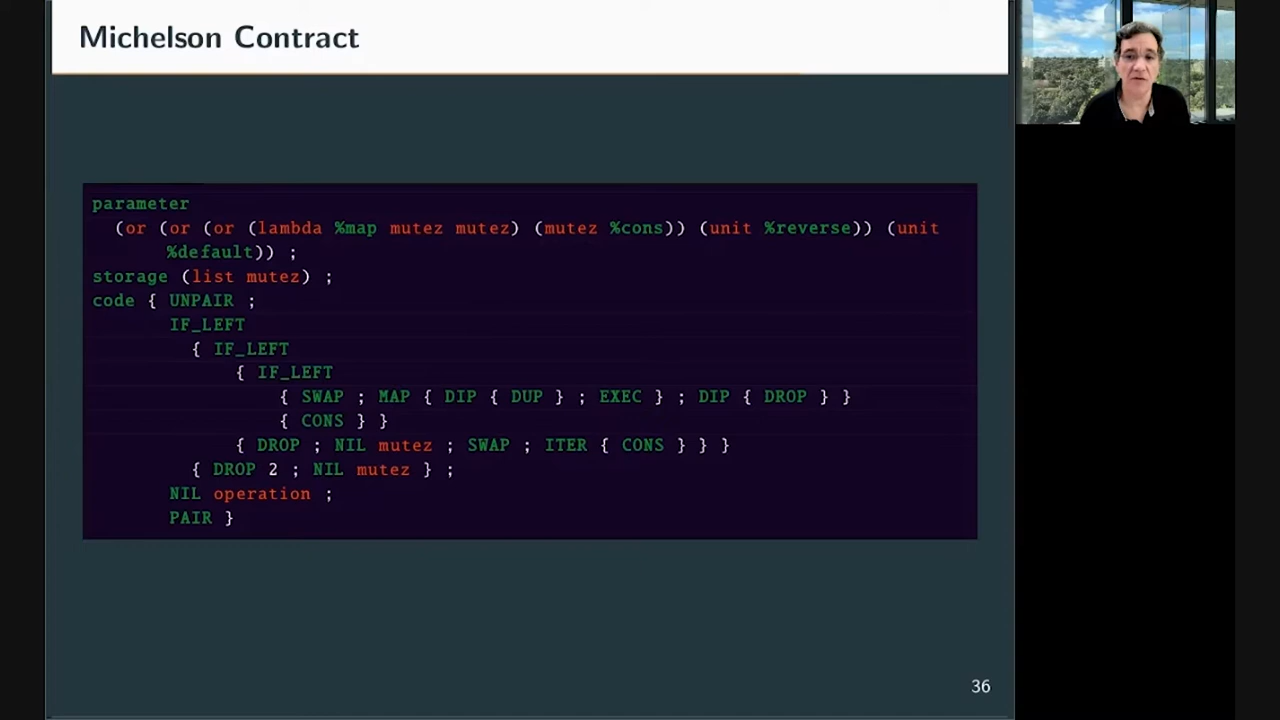 Michelson Contract
parameter
(or (or (or (lambda %map mutez mutez) (mutez %cons)) (unit %reverse)) (unit
%default)) ;
storage (list mutez) ;
code { UNPAIR ;
IF_LEFT
{ IF_LEFT
{ IF_LEFT
{ SWAP ; MAP { DIP { DUP } ; EXEC } ; DIP { DROP } }
{ CONS } }
{ DROP ; NIL mutez ; SWAP ; ITER { CONS } } }
{ DROP 2 ; NIL mutez } ;
NIL operation ;
PAIR }
36